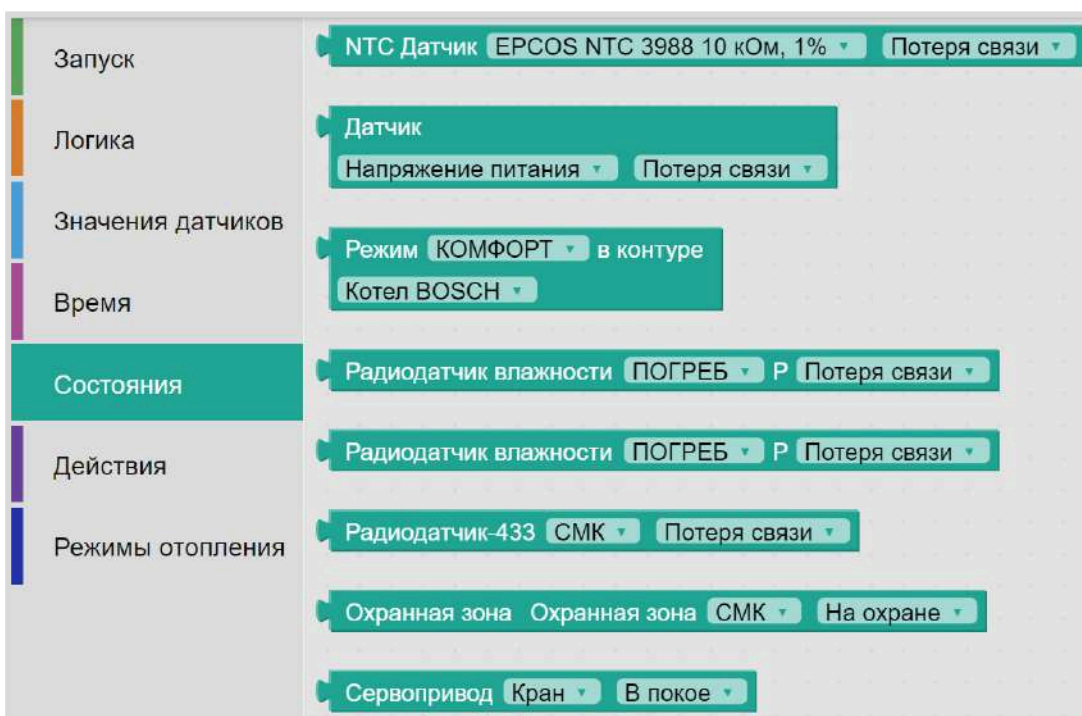 Запуск
Логика
Значения датчиков
Время
Состояния
Действия
Режимы отопления
NTC Датчик EPCOS NTC 3988 10 кОм, 1% Потеря связи
Датчик
Напряжение питания Потеря связи
Режим КОМФОРТ в контуре
Котел BOSCH
Радиодатчик влажности ПОГРЕБ Р Потеря связи
Радиодатчик влажности ПОГРЕБ Р Потеря связи
Радиодатчик-433 СМК Потеря связи
Охранная зона Охранная зона СМК На охране
Сервопривод Кран В покое